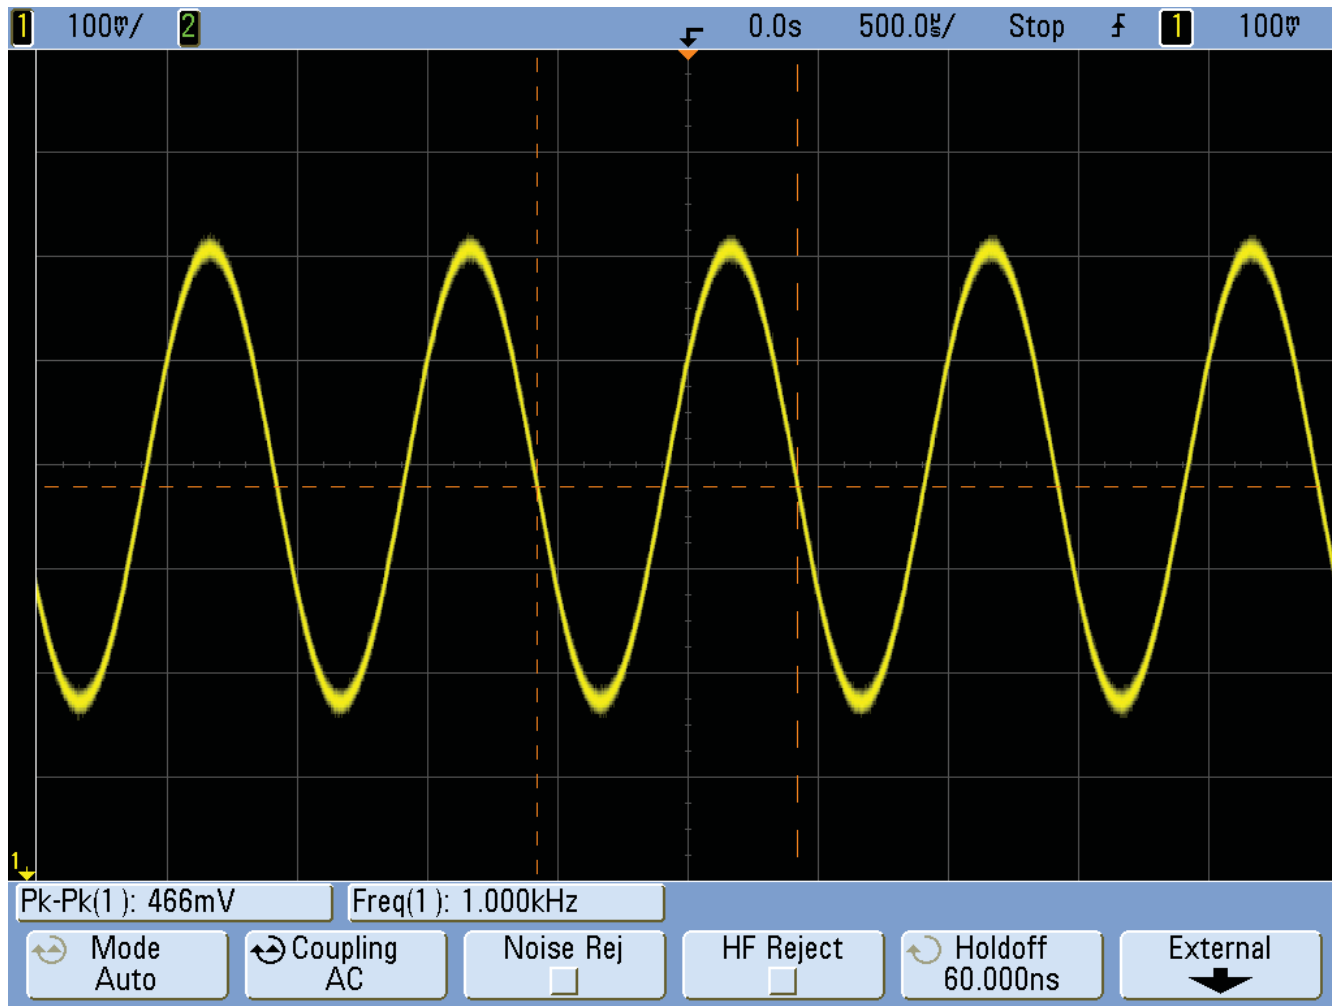 1 100mV/ 2 0.0s 500.0µs/ Stop 1 100mV
1
Pk-Pk(1): 466mV Freq(1): 1.000kHz
Mode Coupling Noise Rej HF Reject Holdoff External
Auto AC 60.000ns